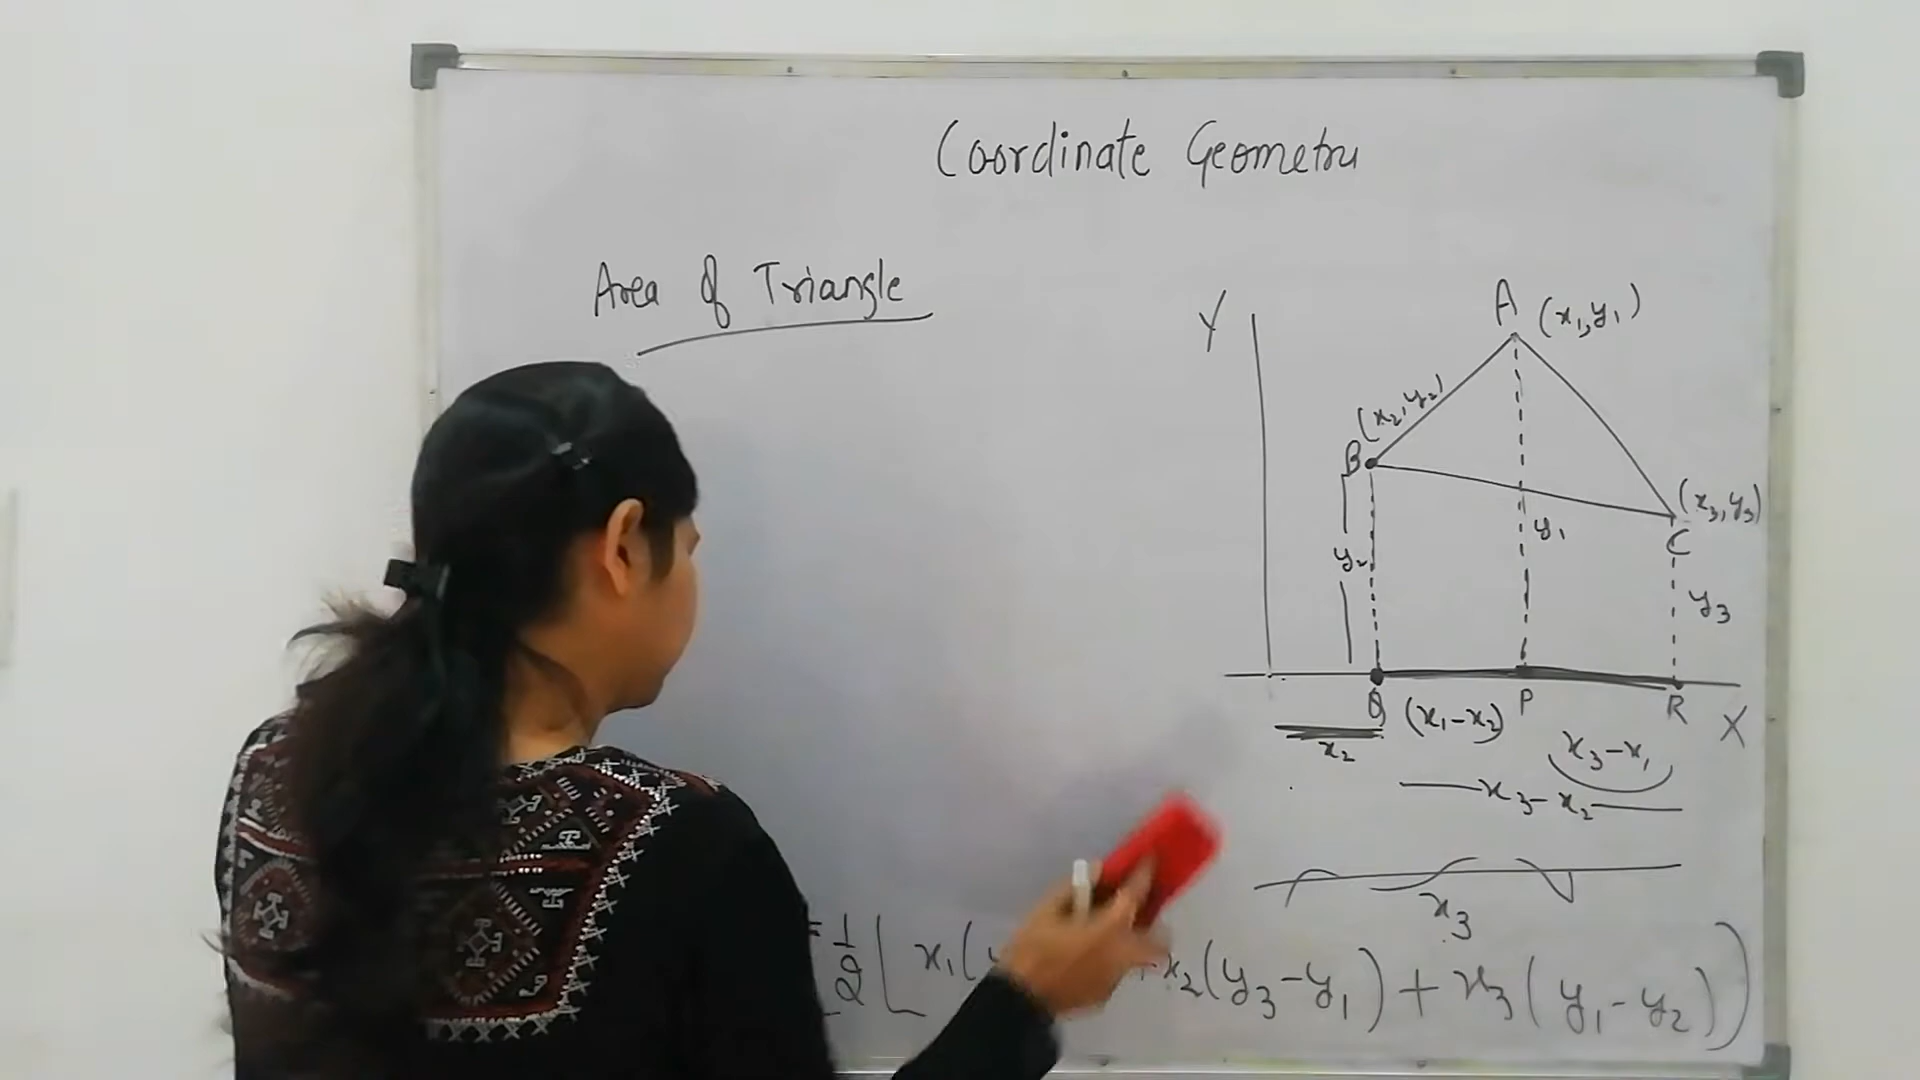 Coordinate Geometry
Area of Triangle
Y
A (x₁,y₁)
(x₂,y₂)
B
(x₃,y₃)
C
y₁
y₂
y₃
Q P R X
(x₁-x₂)
x₂
x₃-x₁
x₃-x₂
x₃
= 1/2 [ x₁( +x₂(y₃-y₁) + x₃(y₁-y₂)]